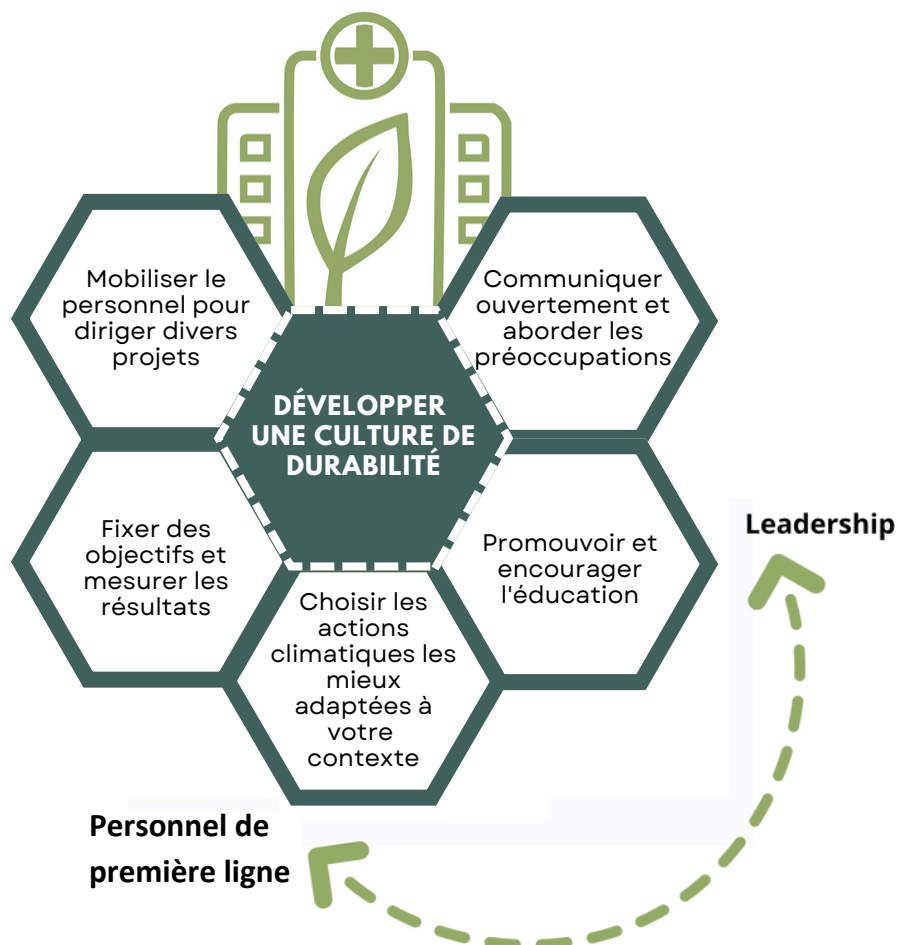 Mobiliser le
personnel pour
diriger divers
projets
Communiquer
ouvertement et
aborder les
préoccupations
DÉVELOPPER
UNE CULTURE DE
DURABILITÉ
Fixer des
objectifs et
mesurer les
résultats
Promouvoir et
encourager
l'éducation
Choisir les
actions
climatiques les
mieux
adaptées à
votre
contexte
Leadership
Personnel de
première ligne